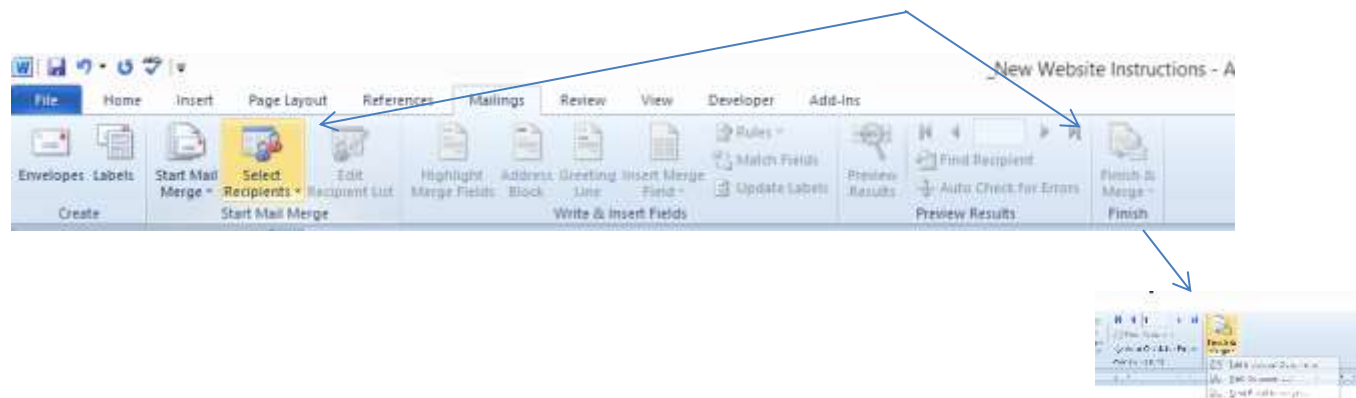 _New Website Instructions - A
File Home Insert Page Layout References Mailings Review View Developer Add-Ins
Envelopes Labels
Start Mail Merge Select Recipients Edit Recipient List
Highlight Merge Fields Address Block Greeting Line Insert Merge Field
Rules
Match Fields
Update Labels
Preview Results
Find Recipient
Auto Check for Errors
Finish & Merge
Create Start Mail Merge Write & Insert Fields Preview Results Finish
Finish & Merge